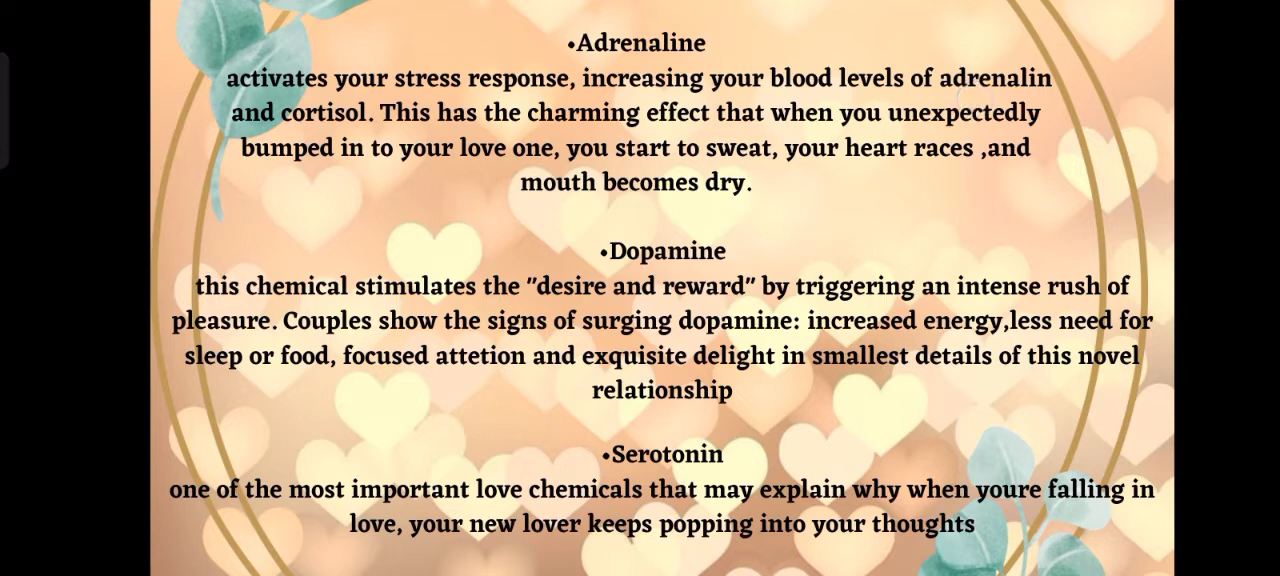 •Adrenaline
activates your stress response, increasing your blood levels of adrenalin
and cortisol. This has the charming effect that when you unexpectedly
bumped in to your love one, you start to sweat, your heart races ,and
mouth becomes dry.
•Dopamine
this chemical stimulates the "desire and reward" by triggering an intense rush of
pleasure. Couples show the signs of surging dopamine: increased energy,less need for
sleep or food, focused attetion and exquisite delight in smallest details of this novel
relationship
•Serotonin
one of the most important love chemicals that may explain why when youre falling in
love, your new lover keeps popping into your thoughts